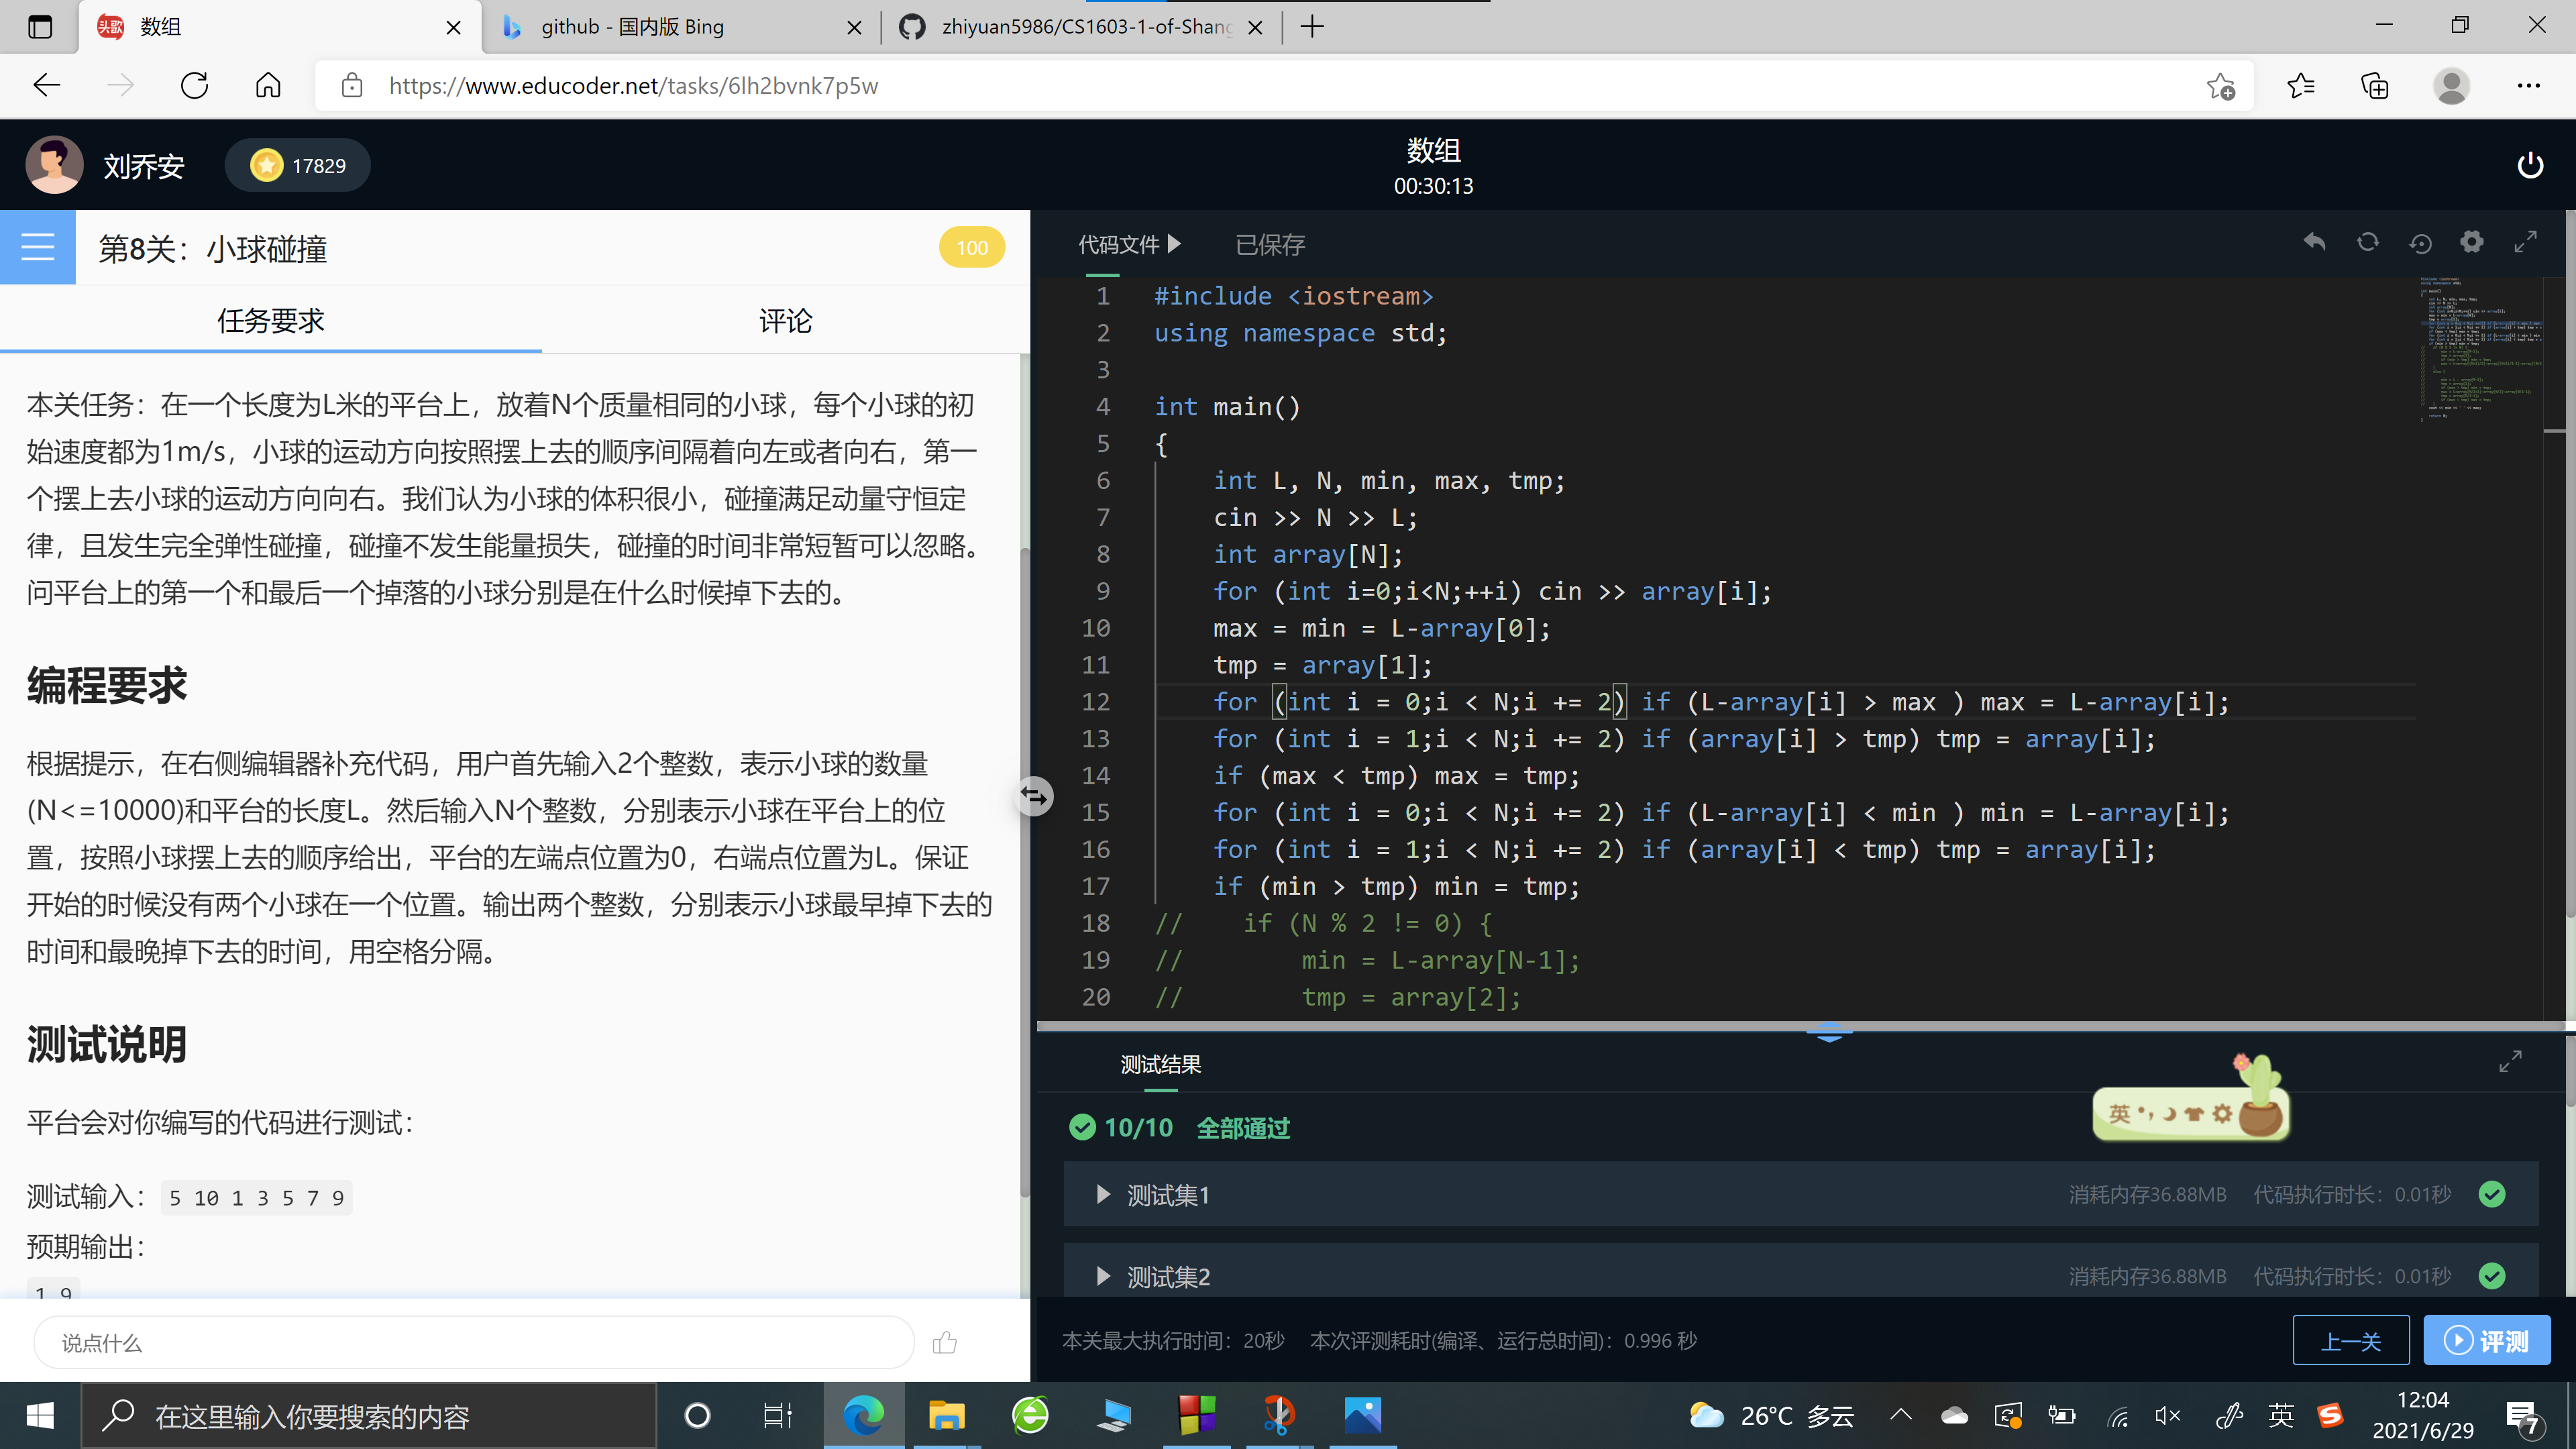 数组
github - 国内版 Bing
zhiyuan5986/CS1603-1-of-Shang
https://www.educoder.net/tasks/6lh2bvnk7p5w
刘乔安
17829
数组
00:30:13
第8关：小球碰撞
100
任务要求
评论
本关任务：在一个长度为L米的平台上，放着N个质量相同的小球，每个小球的初
始速度都为1m/s，小球的运动方向按照摆上去的顺序间隔着向左或者向右，第一
个摆上去小球的运动方向向右。我们认为小球的体积很小，碰撞满足动量守恒定
律，且发生完全弹性碰撞，碰撞不发生能量损失，碰撞的时间非常短暂可以忽略。
问平台上的第一个和最后一个掉落的小球分别是在什么时候掉下去的。
编程要求
根据提示，在右侧编辑器补充代码，用户首先输入2个整数，表示小球的数量
(N<=10000)和平台的长度L。然后输入N个整数，分别表示小球在平台上的位
置，按照小球摆上去的顺序给出，平台的左端点位置为0，右端点位置为L。保证
开始的时候没有两个小球在一个位置。输出两个整数，分别表示小球最早掉下去的
时间和最晚掉下去的时间，用空格分隔。
测试说明
平台会对你编写的代码进行测试：
测试输入：5 10 1 3 5 7 9
预期输出：
1 9
说点什么
代码文件
已保存
1 #include <iostream>
2 using namespace std;
3
4 int main()
5 {
6 int L, N, min, max, tmp;
7 cin >> N >> L;
8 int array[N];
9 for (int i=0;i<N;++i) cin >> array[i];
10 max = min = L-array[0];
11 tmp = array[1];
12 for (int i = 0;i < N;i += 2) if (L-array[i] > max ) max = L-array[i];
13 for (int i = 1;i < N;i += 2) if (array[i] > tmp) tmp = array[i];
14 if (max < tmp) max = tmp;
15 for (int i = 0;i < N;i += 2) if (L-array[i] < min ) min = L-array[i];
16 for (int i = 1;i < N;i += 2) if (array[i] < tmp) tmp = array[i];
17 if (min > tmp) min = tmp;
18 // if (N % 2 != 0) {
19 // min = L-array[N-1];
20 // tmp = array[2];
测试结果
10/10 全部通过
英
测试集1 消耗内存36.88MB 代码执行时长：0.01秒
测试集2 消耗内存36.88MB 代码执行时长：0.01秒
本关最大执行时间：20秒 本次评测耗时(编译、运行总时间)：0.996 秒
上一关
评测
在这里输入你要搜索的内容
26°C 多云
英
12:04
2021/6/29
7